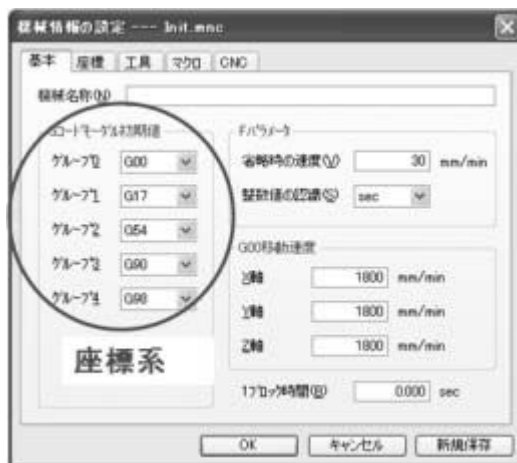 機械情報の設定 --- Init.mnc
基本 座標 工具 マクロ CNC
機械名称(N)
Gコードモーダル初期値
グループ0 G00
グループ1 G17
グループ2 G54
グループ3 G90
グループ4 G98
座標系
Fパラメータ
省略時の速度(V) 30 mm/min
整数値の認識(S) sec
G00移動速度
X軸 1800 mm/min
Y軸 1800 mm/min
Z軸 1800 mm/min
1ブロック時間(B) 0.000 sec
OK キャンセル 新規保存